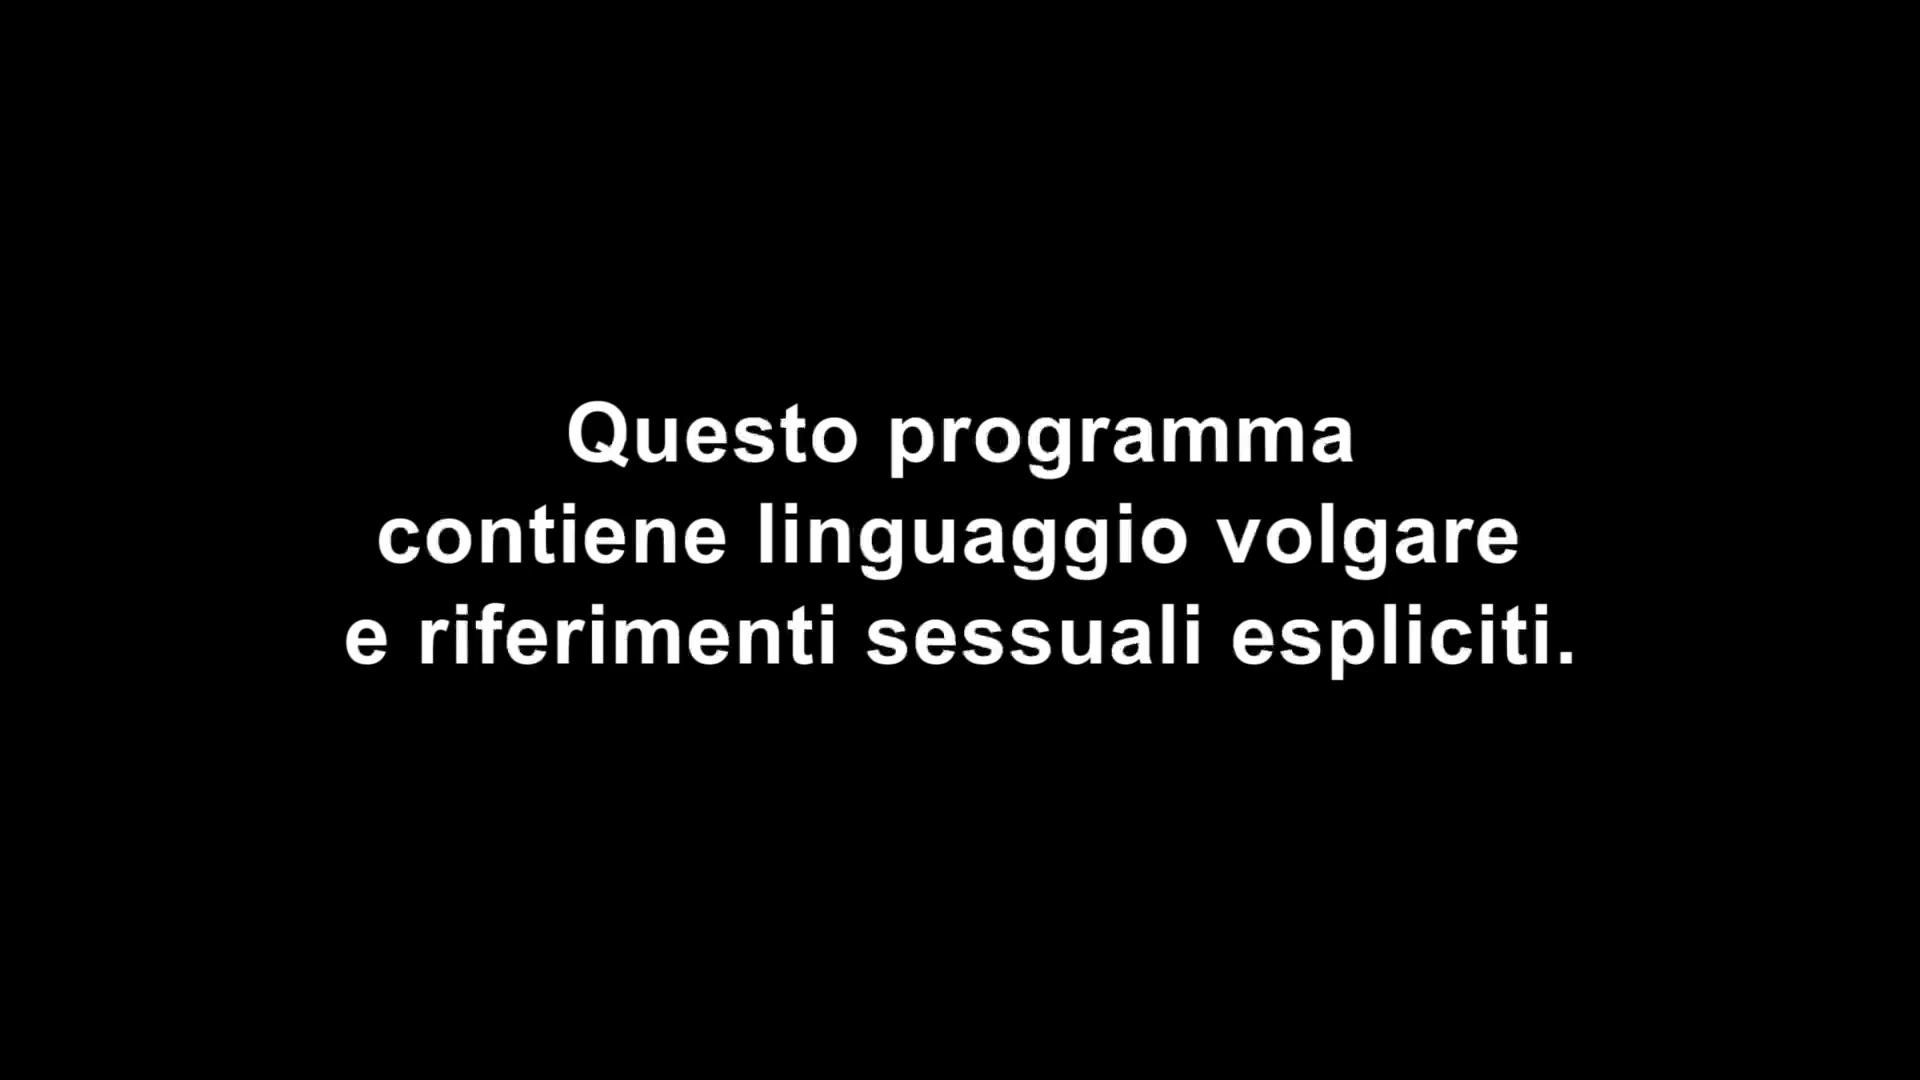 Questo programma
contiene linguaggio volgare
e riferimenti sessuali espliciti.